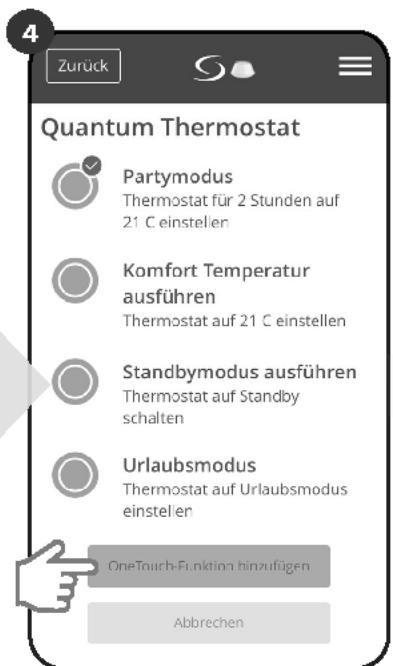 4
Zurück
Quantum Thermostat
Partymodus
Thermostat für 2 Stunden auf
21 C einstellen
Komfort Temperatur
ausführen
Thermostat auf 21 C einstellen
Standbymodus ausführen
Thermostat auf Standby
schalten
Urlaubsmodus
Thermostat auf Urlaubsmodus
einstellen
OneTouch-Funktion hinzufügen
Abbrechen